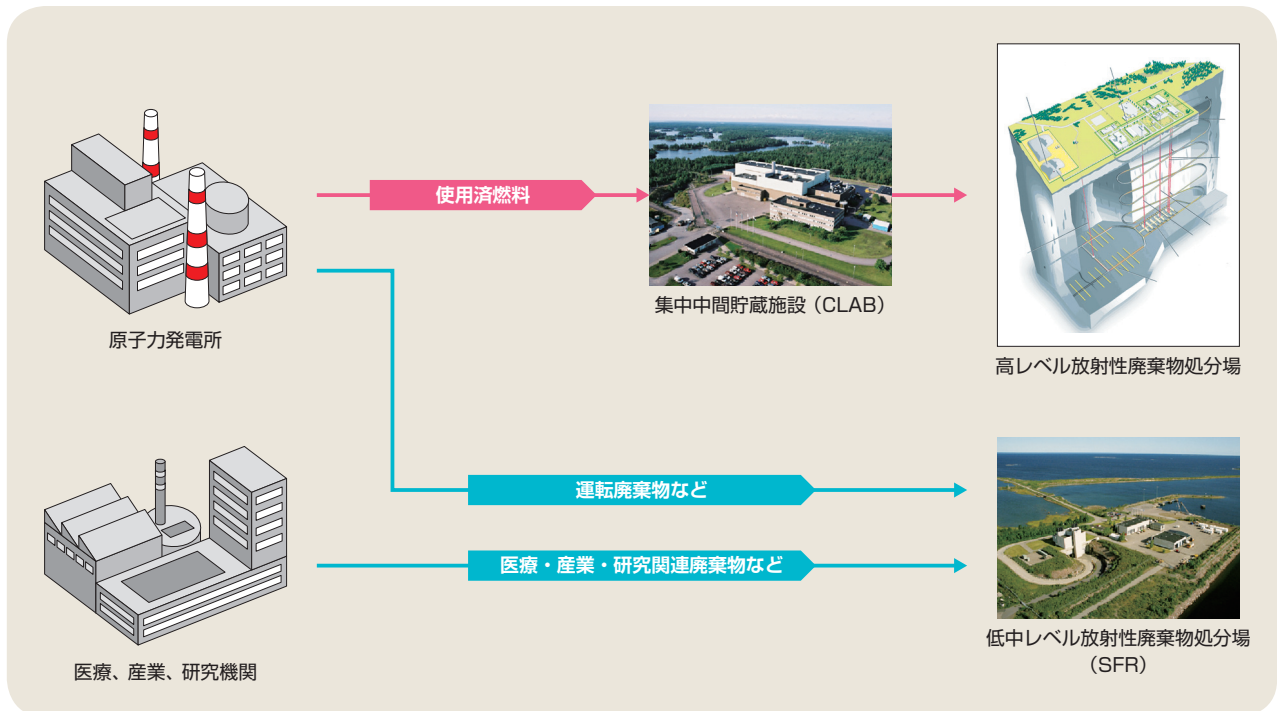 使用済燃料
集中中間貯蔵施設（CLAB）
原子力発電所
高レベル放射性廃棄物処分場
運転廃棄物など
医療・産業・研究関連廃棄物など
低中レベル放射性廃棄物処分場
（SFR）
医療、産業、研究機関